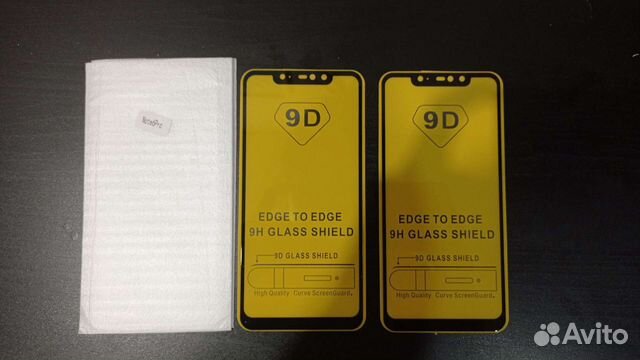 Note6Pro
9D
EDGE TO EDGE
9H GLASS SHIELD
9D GLASS SHIELD
High Quality Curve ScreenGuard.
9D
EDGE TO EDGE
9H GLASS SHIELD
9D GLASS SHIELD
High Quality Curve ScreenGuard.
Avito